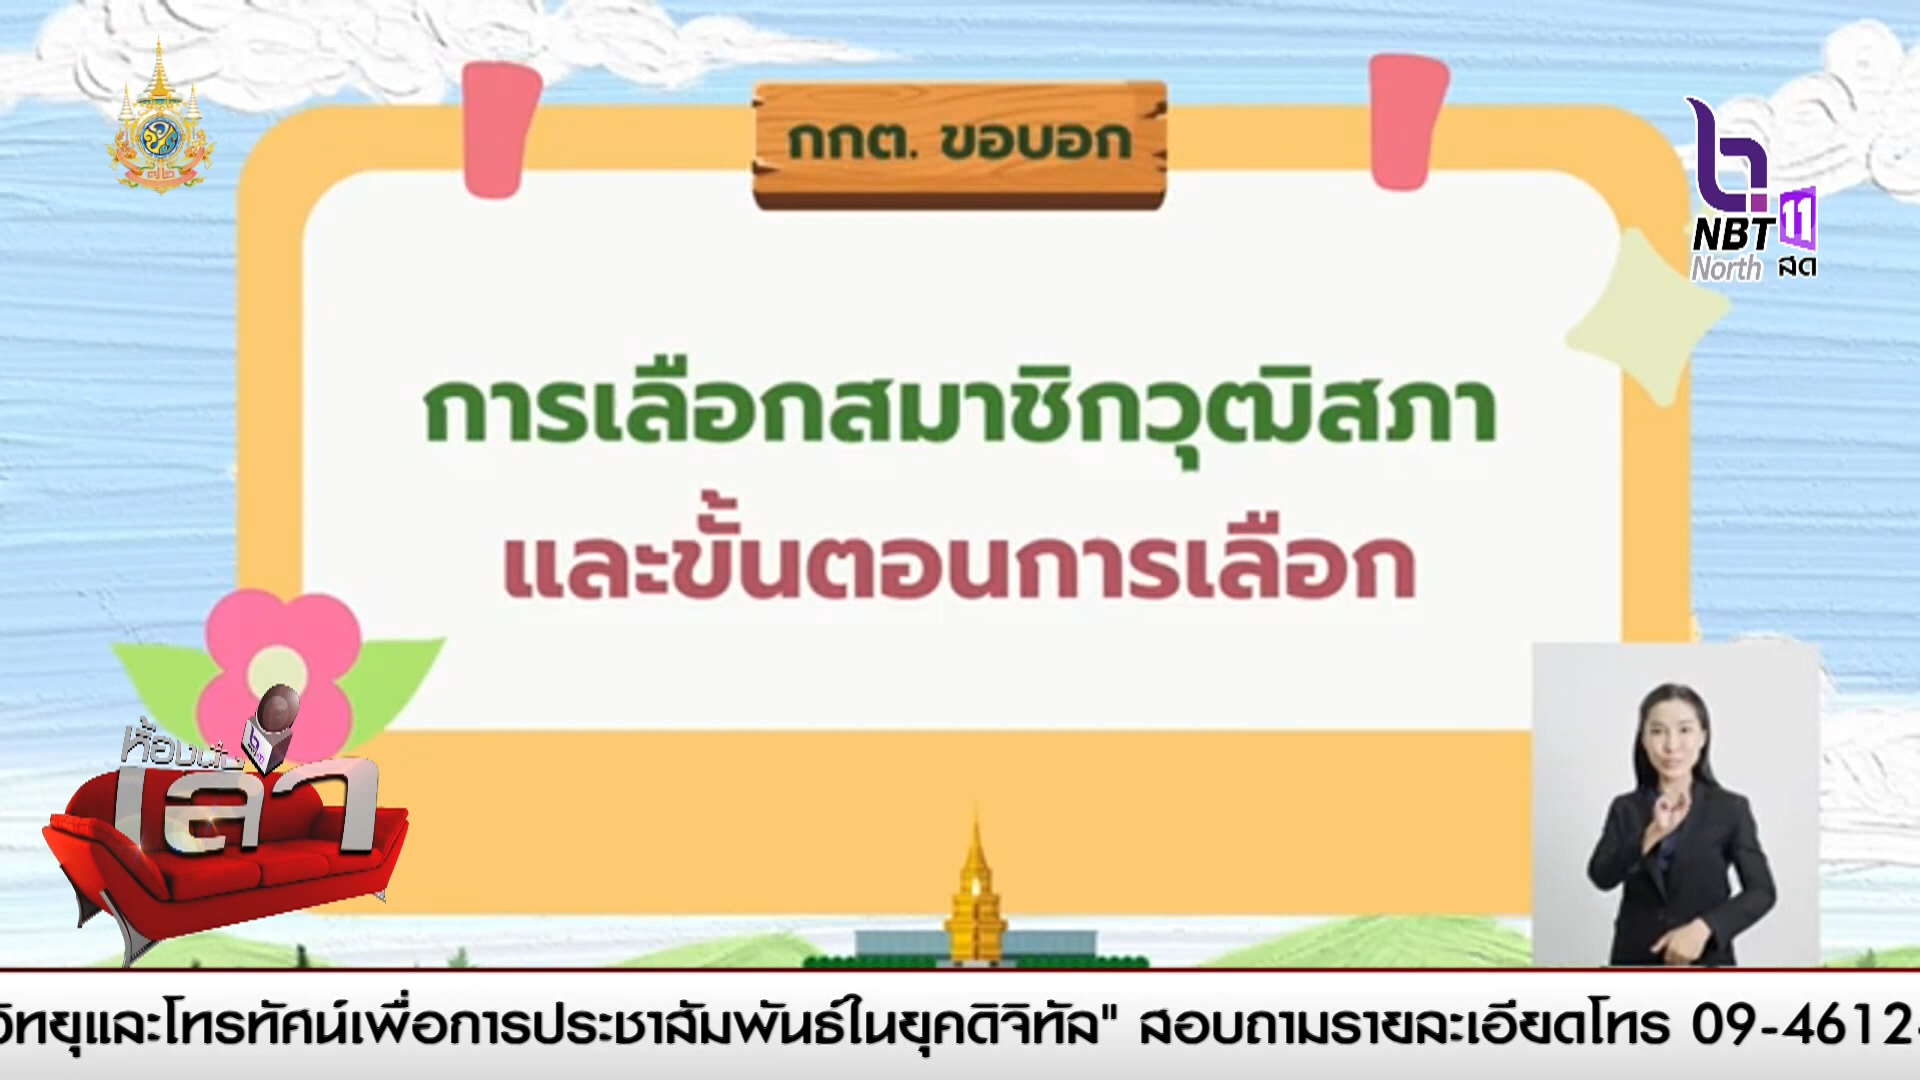 กกต. ขอบอก
NBT 11
North สด
การเลือกสมาชิกวุฒิสภา
และขั้นตอนการเลือก
เล่า
วิทยุและโทรทัศน์เพื่อการประชาสัมพันธ์ในยุคดิจิทัล" สอบถามรายละเอียดโทร 09-4612-